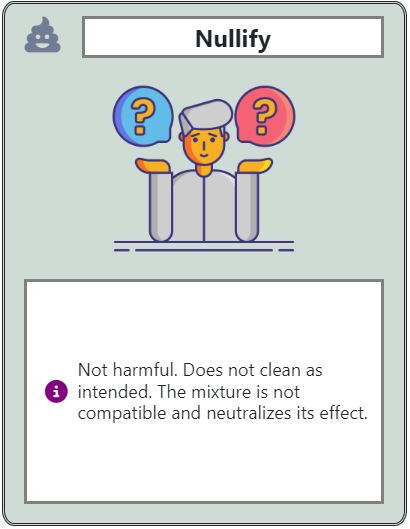 Nullify
?
?
Not harmful. Does not clean as
intended. The mixture is not
compatible and neutralizes its effect.